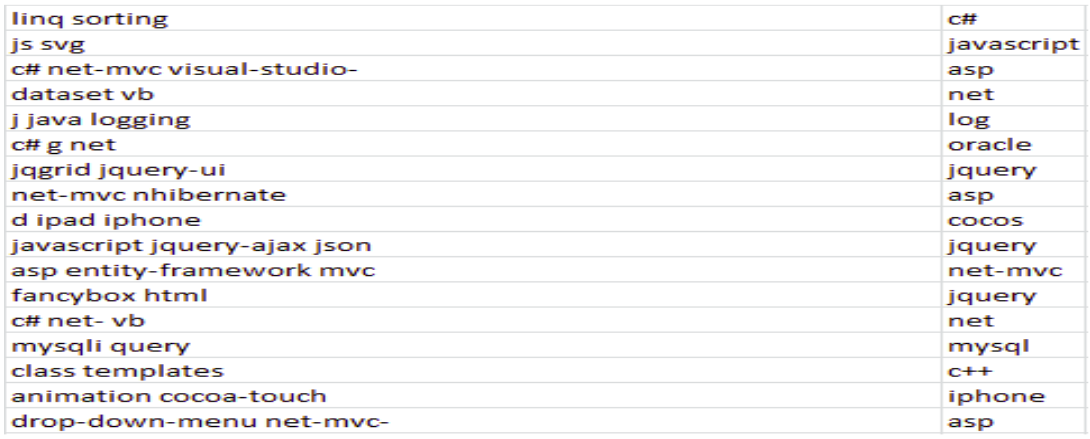 linq sorting c#
js svg javascript
c# net-mvc visual-studio- asp
dataset vb net
j java logging log
c# g net oracle
jqgrid jquery-ui jquery
net-mvc nhibernate asp
d ipad iphone cocos
javascript jquery-ajax json jquery
asp entity-framework mvc net-mvc
fancybox html jquery
c# net- vb net
mysqli query mysql
class templates c++
animation cocoa-touch iphone
drop-down-menu net-mvc- asp